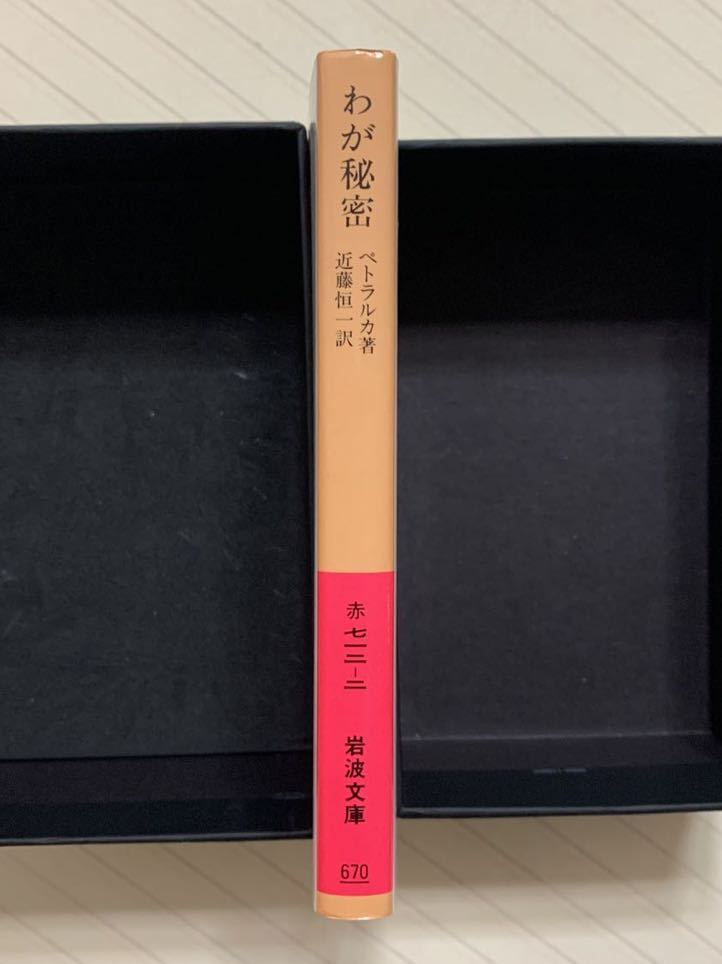 わが秘密
ペトラルカ著
近藤恒一訳
赤七一二-二
岩波文庫
670